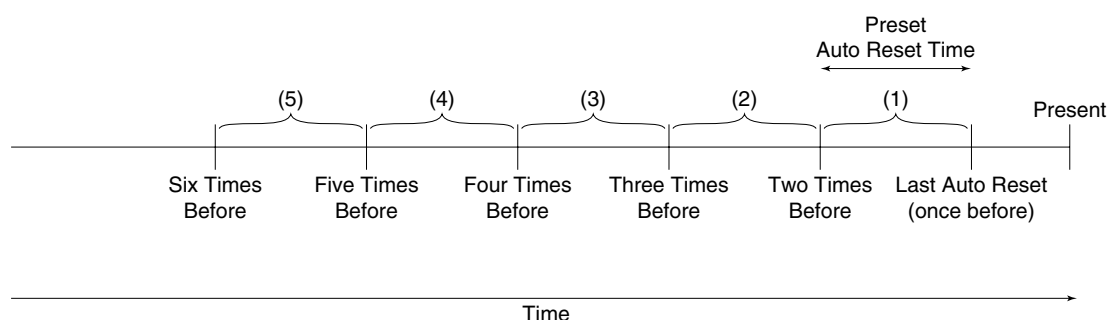 Preset
Auto Reset Time
(5) (4) (3) (2) (1)
Present
Six Times
Before
Five Times
Before
Four Times
Before
Three Times
Before
Two Times
Before
Last Auto Reset
(once before)
Time